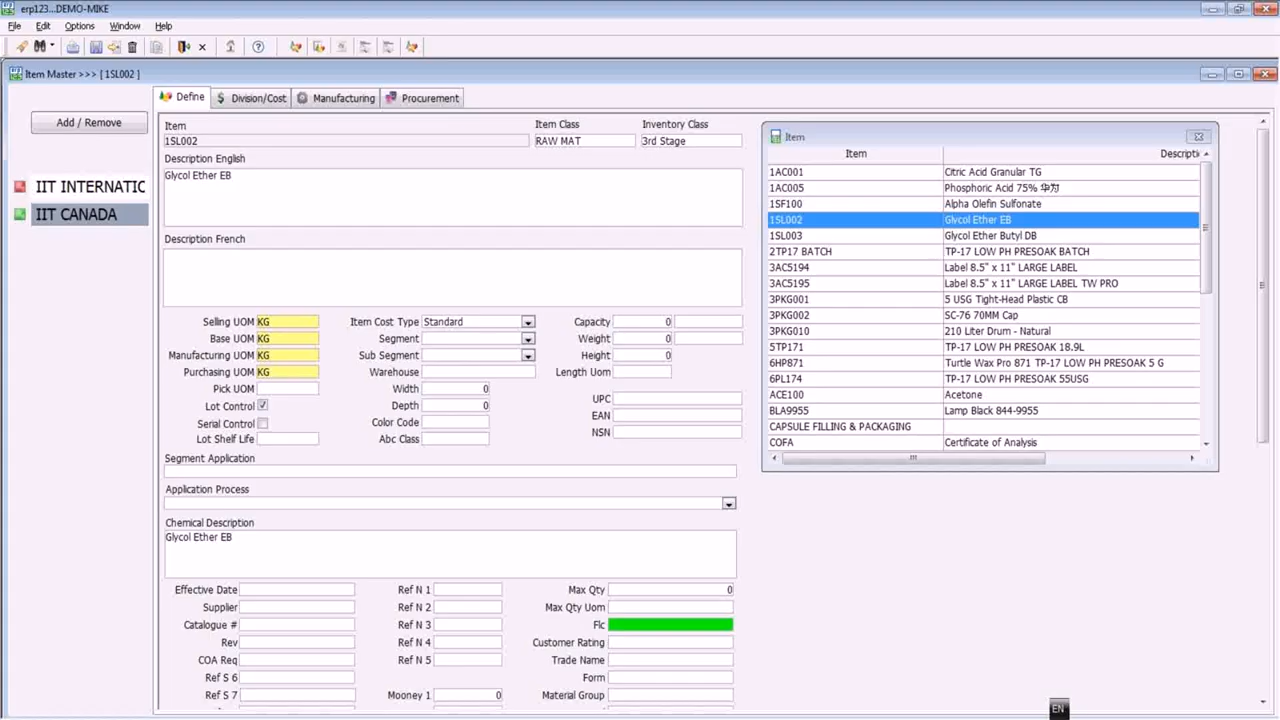 erp123...DEMO-MIKE
File Edit Options Window Help
Item Master >>> [ 1SL002 ]
Add / Remove
IIT INTERNATIC
IIT CANADA
Define Division/Cost Manufacturing Procurement
Item Item Class Inventory Class
1SL002 RAW MAT 3rd Stage
Description English
Glycol Ether EB
Description French
Selling UOM KG Item Cost Type Standard Capacity 0
Base UOM KG Segment Weight 0
Manufacturing UOM KG Sub Segment Height 0
Purchasing UOM KG Warehouse Length Uom
Pick UOM Width 0
Lot Control Depth 0 UPC
Serial Control Color Code EAN
Lot Shelf Life Abc Class NSN
Segment Application
Application Process
Chemical Description
Glycol Ether EB
Effective Date Ref N 1 Max Qty 0
Supplier Ref N 2 Max Qty Uom
Catalogue # Ref N 3 Flc
Rev Ref N 4 Customer Rating
COA Req Ref N 5 Trade Name
Ref S 6 Form
Ref S 7 Mooney 1 0 Material Group
Item
Item Descripti
1AC001 Citric Acid Granular TG
1AC005 Phosphoric Acid 75% 华为
1SF100 Alpha Olefin Sulfonate
1SL002 Glycol Ether EB
1SL003 Glycol Ether Butyl DB
2TP17 BATCH TP-17 LOW PH PRESOAK BATCH
3AC5194 Label 8.5" x 11" LARGE LABEL
3AC5195 Label 8.5" x 11" LARGE LABEL TW PRO
3PKG001 5 USG Tight-Head Plastic CB
3PKG002 SC-76 70MM Cap
3PKG010 210 Liter Drum - Natural
5TP171 TP-17 LOW PH PRESOAK 18.9L
6HP871 Turtle Wax Pro 871 TP-17 LOW PH PRESOAK 5 G
6PL174 TP-17 LOW PH PRESOAK 55USG
ACE100 Acetone
BLA9955 Lamp Black 844-9955
CAPSULE FILLING & PACKAGING
COFA Certificate of Analysis
EN